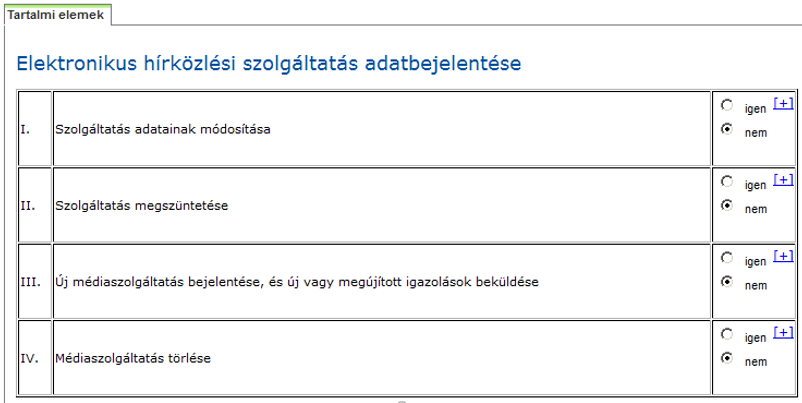 Tartalmi elemek
Elektronikus hírközlési szolgáltatás adatbejelentése
I. Szolgáltatás adatainak módosítása igen [+]
nem
II. Szolgáltatás megszüntetése igen [+]
nem
III. Új médiaszolgáltatás bejelentése, és új vagy megújított igazolások beküldése igen [+]
nem
IV. Médiaszolgáltatás törlése igen [+]
nem